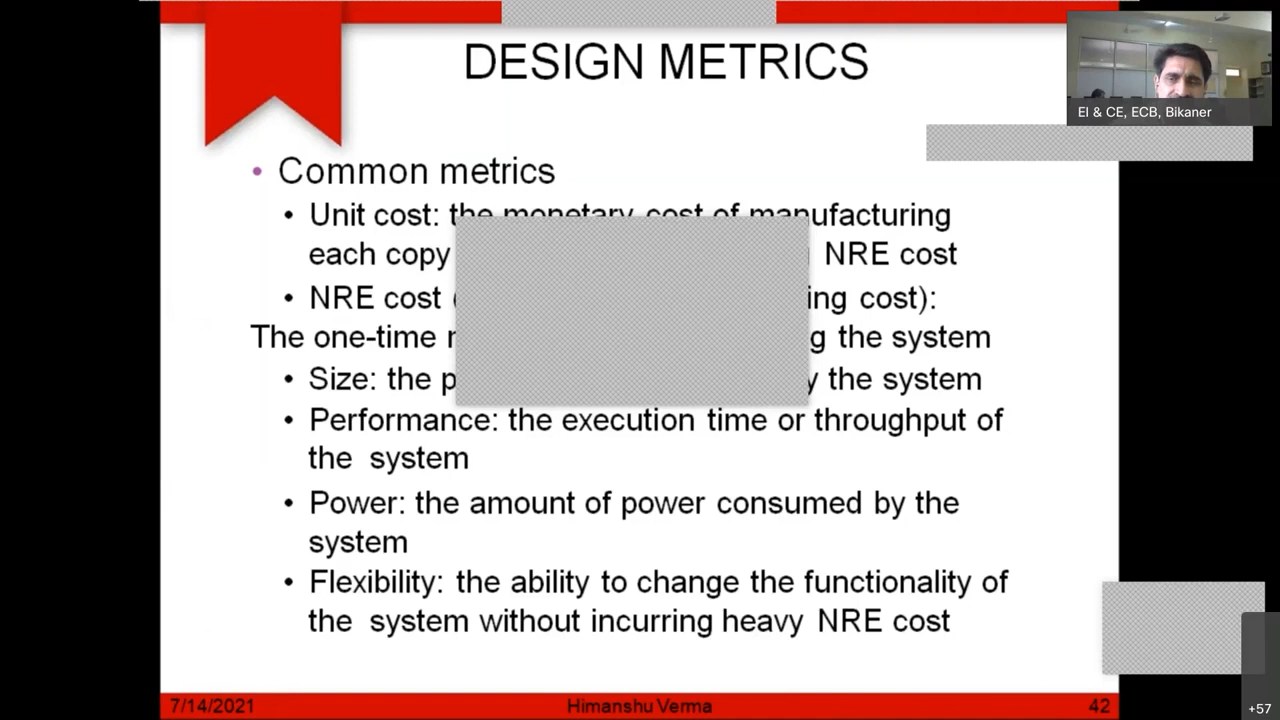 DESIGN METRICS
EI & CE, ECB, Bikaner
• Common metrics
• Unit cost: the monetary cost of manufacturing
each copy NRE cost
• NRE cost cost):
The one-time the system
• Size: the the system
• Performance: the execution time or throughput of
the system
• Power: the amount of power consumed by the
system
• Flexibility: the ability to change the functionality of
the system without incurring heavy NRE cost
7/14/2021 Himanshu Verma 42
+57